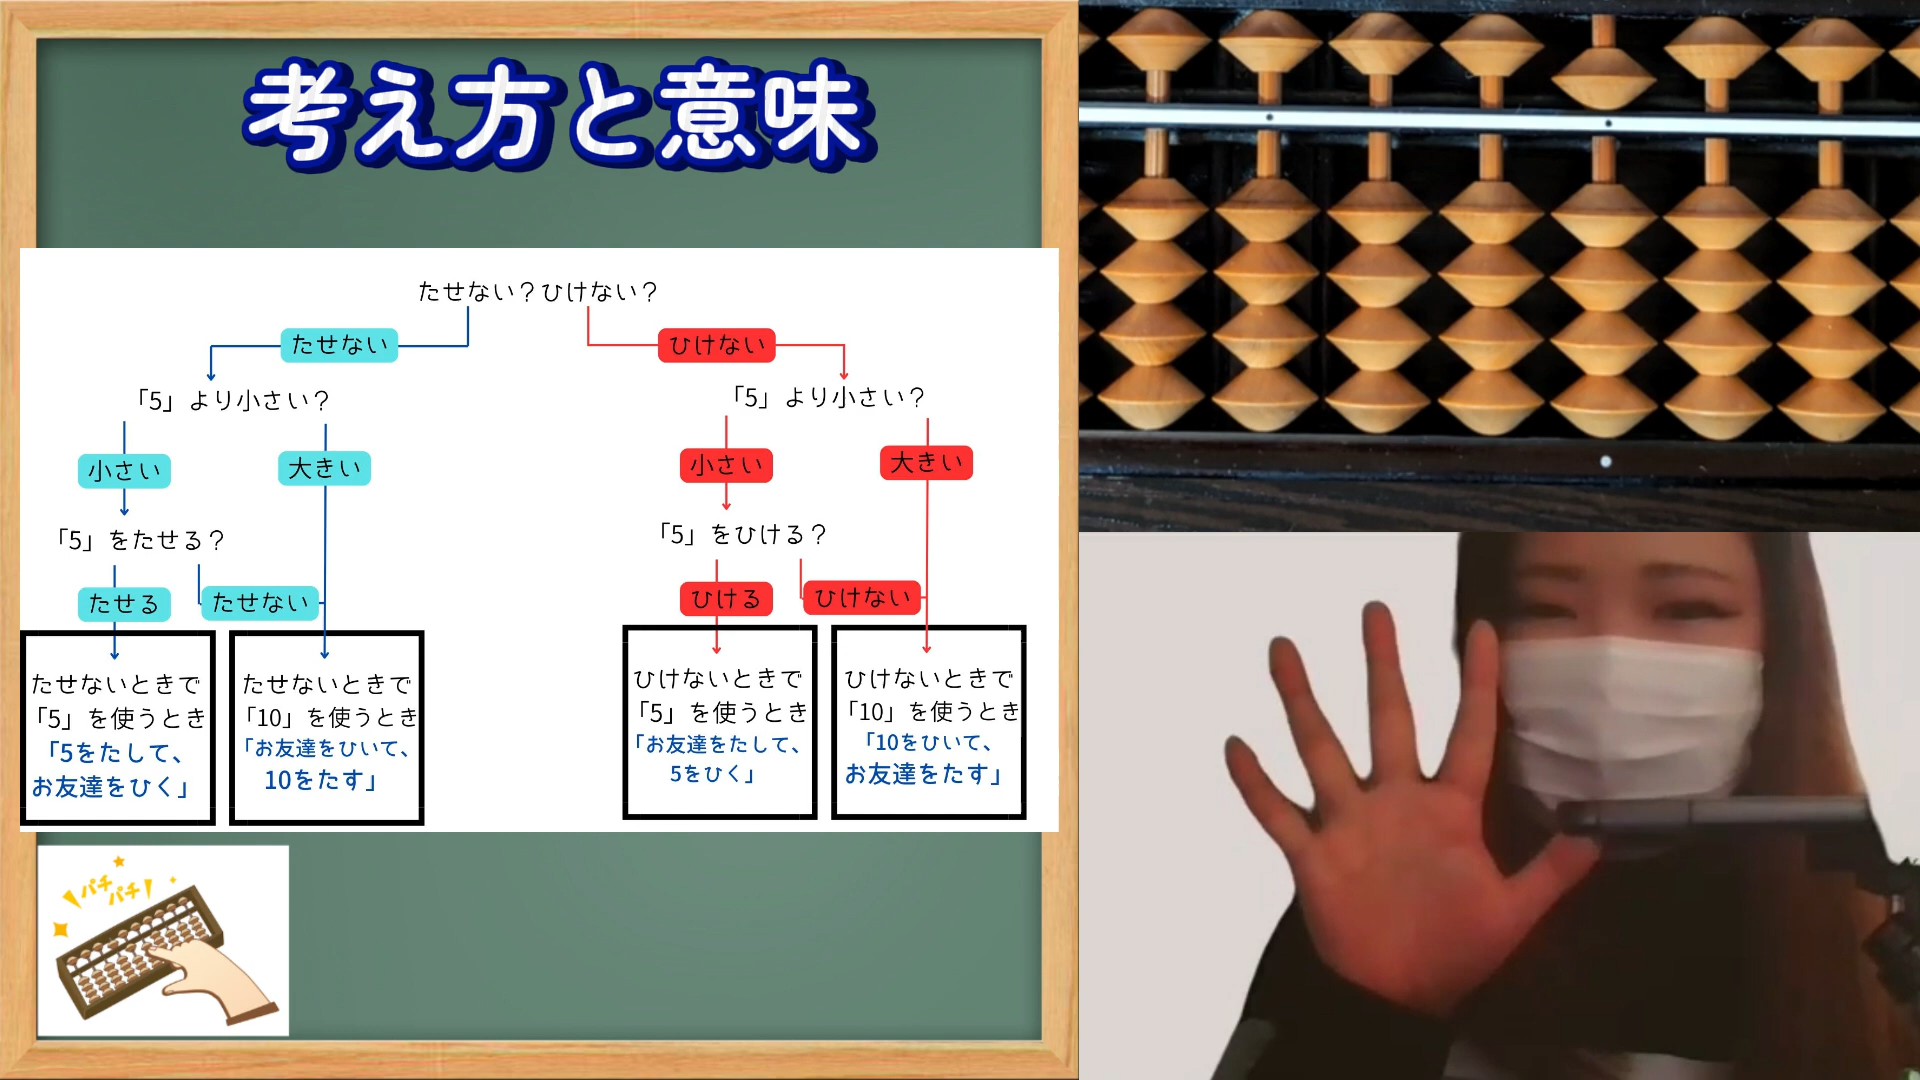 考え方と意味
たせない？ひけない？
たせない
ひけない
「5」より小さい？
「5」より小さい？
小さい
大きい
小さい
大きい
「5」をたせる？
「5」をひける？
たせる
たせない
ひける
ひけない
たせないときで
「5」を使うとき
「5をたして、
お友達をひく」
たせないときで
「10」を使うとき
「お友達をひいて、
10をたす」
ひけないときで
「5」を使うとき
「お友達をたして、
5をひく」
ひけないときで
「10」を使うとき
「10をひいて、
お友達をたす」
パチ
パチ